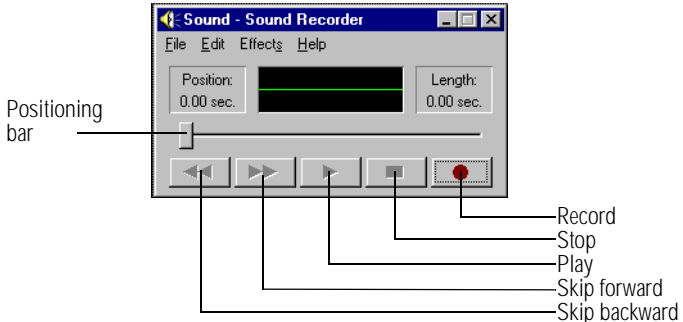 Sound - Sound Recorder
File Edit Effects Help
Position:
0.00 sec.
Length:
0.00 sec.
Positioning
bar
Record
Stop
Play
Skip forward
Skip backward